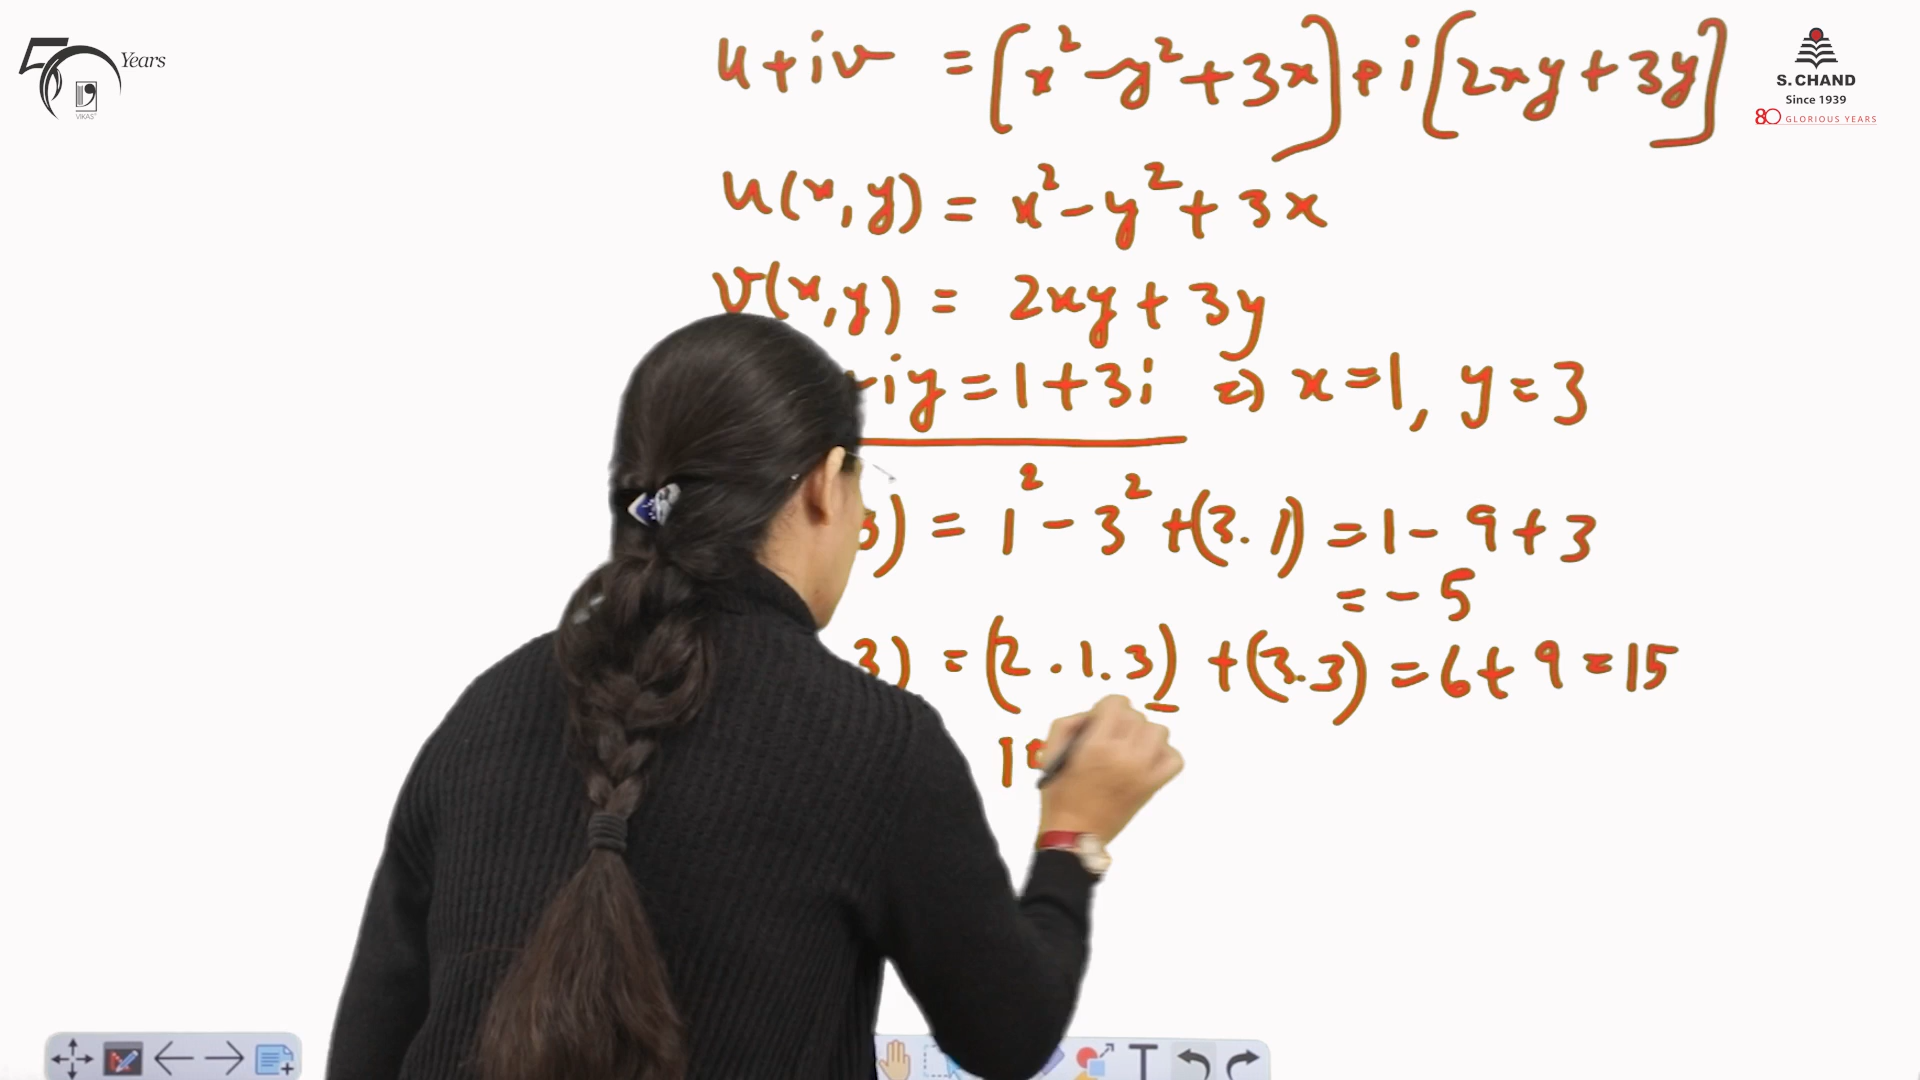 50 Years
VIKAS
S. CHAND
Since 1939
80 GLORIOUS YEARS
u + iv = [x² - y² + 3x] + i[2xy + 3y]
u(x,y) = x² - y² + 3x
v(x,y) = 2xy + 3y
iy = 1 + 3i ⇒ x = 1, y = 3
3) = 1² - 3² + (3.1) = 1 - 9 + 3
= - 5
3) = (2.1.3) + (3.3) = 6 + 9 = 15
T